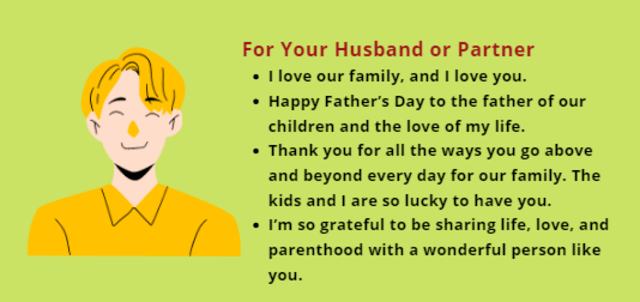 For Your Husband or Partner
• I love our family, and I love you.
• Happy Father's Day to the father of our
children and the love of my life.
• Thank you for all the ways you go above
and beyond every day for our family. The
kids and I are so lucky to have you.
• I'm so grateful to be sharing life, love, and
parenthood with a wonderful person like
you.